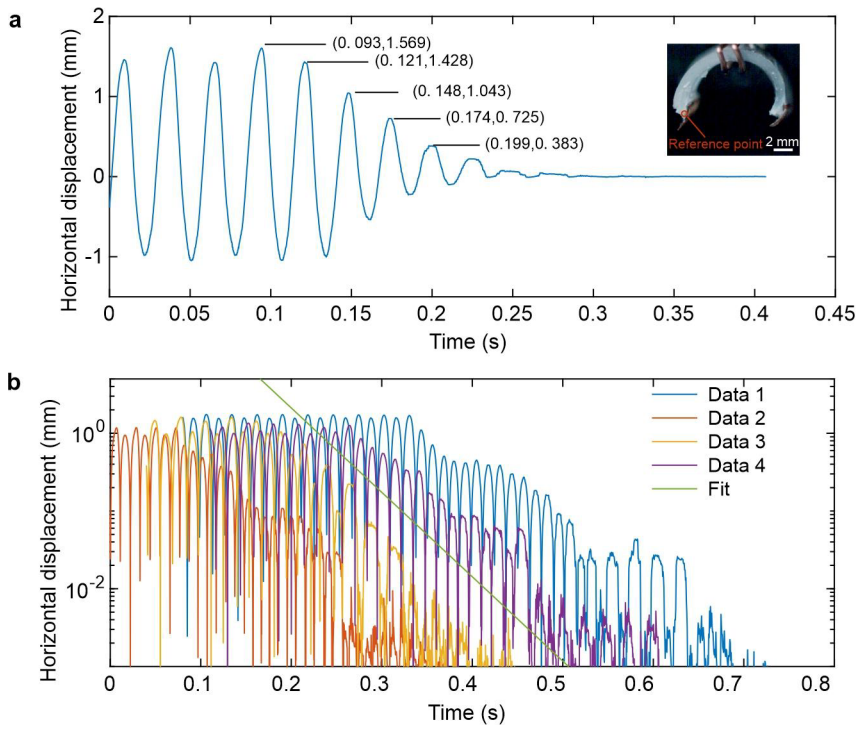 a
Horizontal displacement (mm)
2
1
0
-1
(0. 093,1.569)
(0. 121,1.428)
(0. 148,1.043)
(0.174, 0. 725)
(0.199, 0. 383)
Reference point
2 mm
0 0.05 0.1 0.15 0.2 0.25 0.3 0.35 0.4 0.45
Time (s)
b
Horizontal displacement (mm)
10⁰
10⁻²
Data 1
Data 2
Data 3
Data 4
Fit
0 0.1 0.2 0.3 0.4 0.5 0.6 0.7 0.8
Time (s)